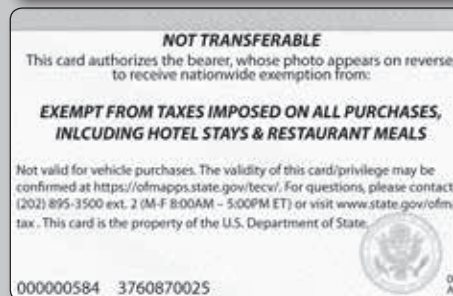 NOT TRANSFERABLE
This card authorizes the bearer, whose photo appears on reverse
to receive nationwide exemption from:
EXEMPT FROM TAXES IMPOSED ON ALL PURCHASES,
INLCUDING HOTEL STAYS & RESTAURANT MEALS
Not valid for vehicle purchases. The validity of this card/privilege may be
confirmed at https://ofmapps.state.gov/tecv/. For questions, please contact
(202) 895-3500 ext. 2 (M-F 8:00AM – 5:00PM ET) or visit www.state.gov/ofm
tax . This card is the property of the U.S. Department of State.
000000584 3760870025